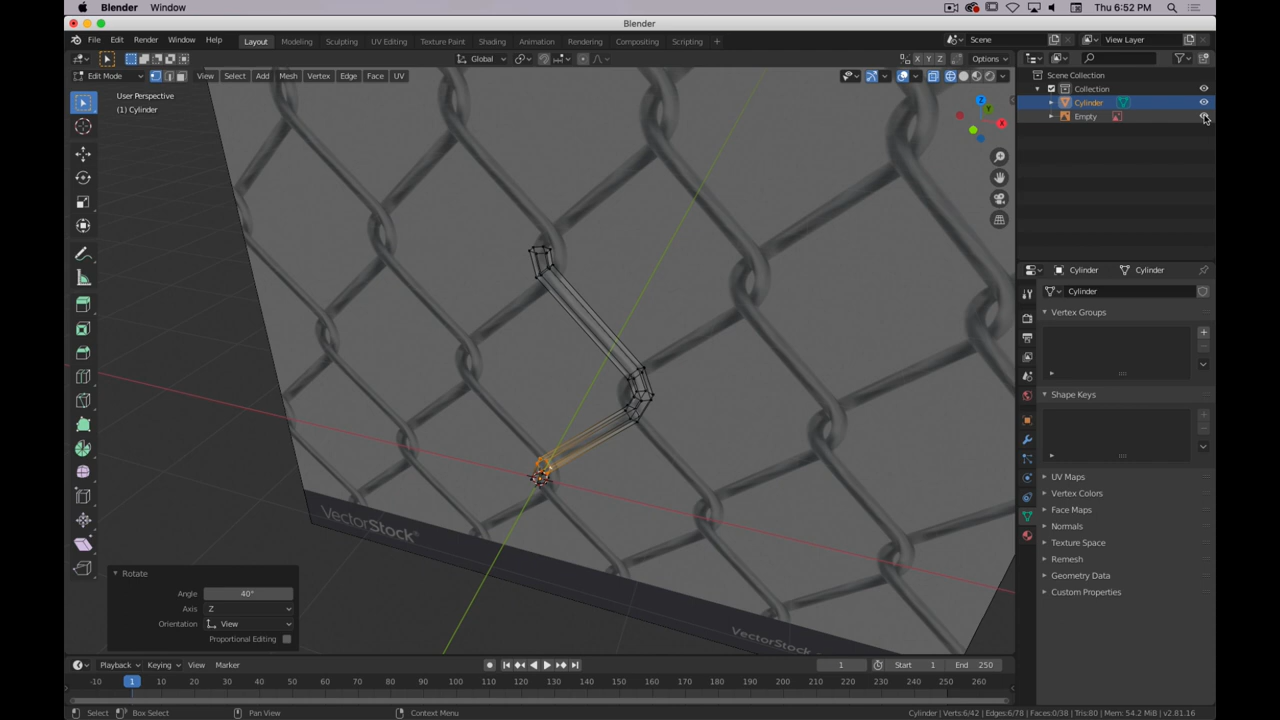 Blender Window
Thu 6:52 PM
Blender
File Edit Render Window Help
Layout Modeling Sculpting UV Editing Texture Paint Shading Animation Rendering Compositing Scripting +
Scene
View Layer
Global
X Y Z
Options
Edit Mode
View Select Add Mesh Vertex Edge Face UV
User Perspective
(1) Cylinder
Z
Y
X
Scene Collection
Collection
Cylinder
Empty
Cylinder
Cylinder
Cylinder
Vertex Groups
Shape Keys
UV Maps
Vertex Colors
Face Maps
Normals
Texture Space
Remesh
Geometry Data
Custom Properties
VectorStock®
VectorStock®
Rotate
Angle 40°
Axis Z
Orientation View
Proportional Editing
Playback Keying View Marker
1
Start 1
End 250
-10 1 10 20 30 40 50 60 70 80 90 100 110 120 130 140 150 160 170 180 190 200 210 220 230 240 250 260
Select Box Select Pan View Context Menu
Cylinder | Verts:6/42 | Edges:6/78 | Faces:0/38 | Tris:80 | Mem: 54.2 MiB | v2.81.16